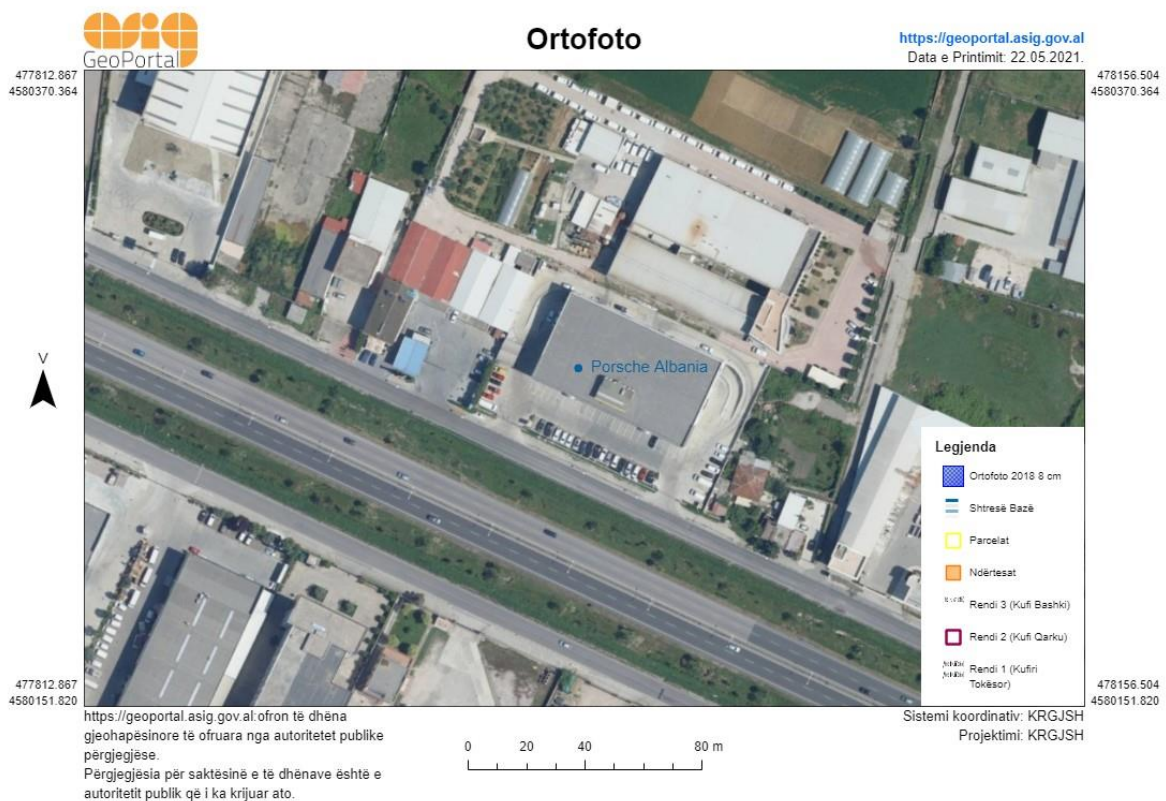 asig
GeoPortal
Ortofoto
https://geoportal.asig.gov.al
Data e Printimit: 22.05.2021.
477812.867
4580370.364
478156.504
4580370.364
V
Porsche Albania
Legjenda
Ortofoto 2018 8 cm
Shtresë Bazë
Parcelat
Ndërtesat
Rendi 3 (Kufi Bashki)
Rendi 2 (Kufi Qarku)
Rendi 1 (Kufiri
Tokësor)
477812.867
4580151.820
478156.504
4580151.820
https://geoportal.asig.gov.al:ofron të dhëna
gjeohapësinore të ofruara nga autoritetet publike
përgjegjëse.
Përgjegjësia për saktësinë e të dhënave është e
autoritetit publik që i ka krijuar ato.
0 20 40 80 m
Sistemi koordinativ: KRGJSH
Projektimi: KRGJSH